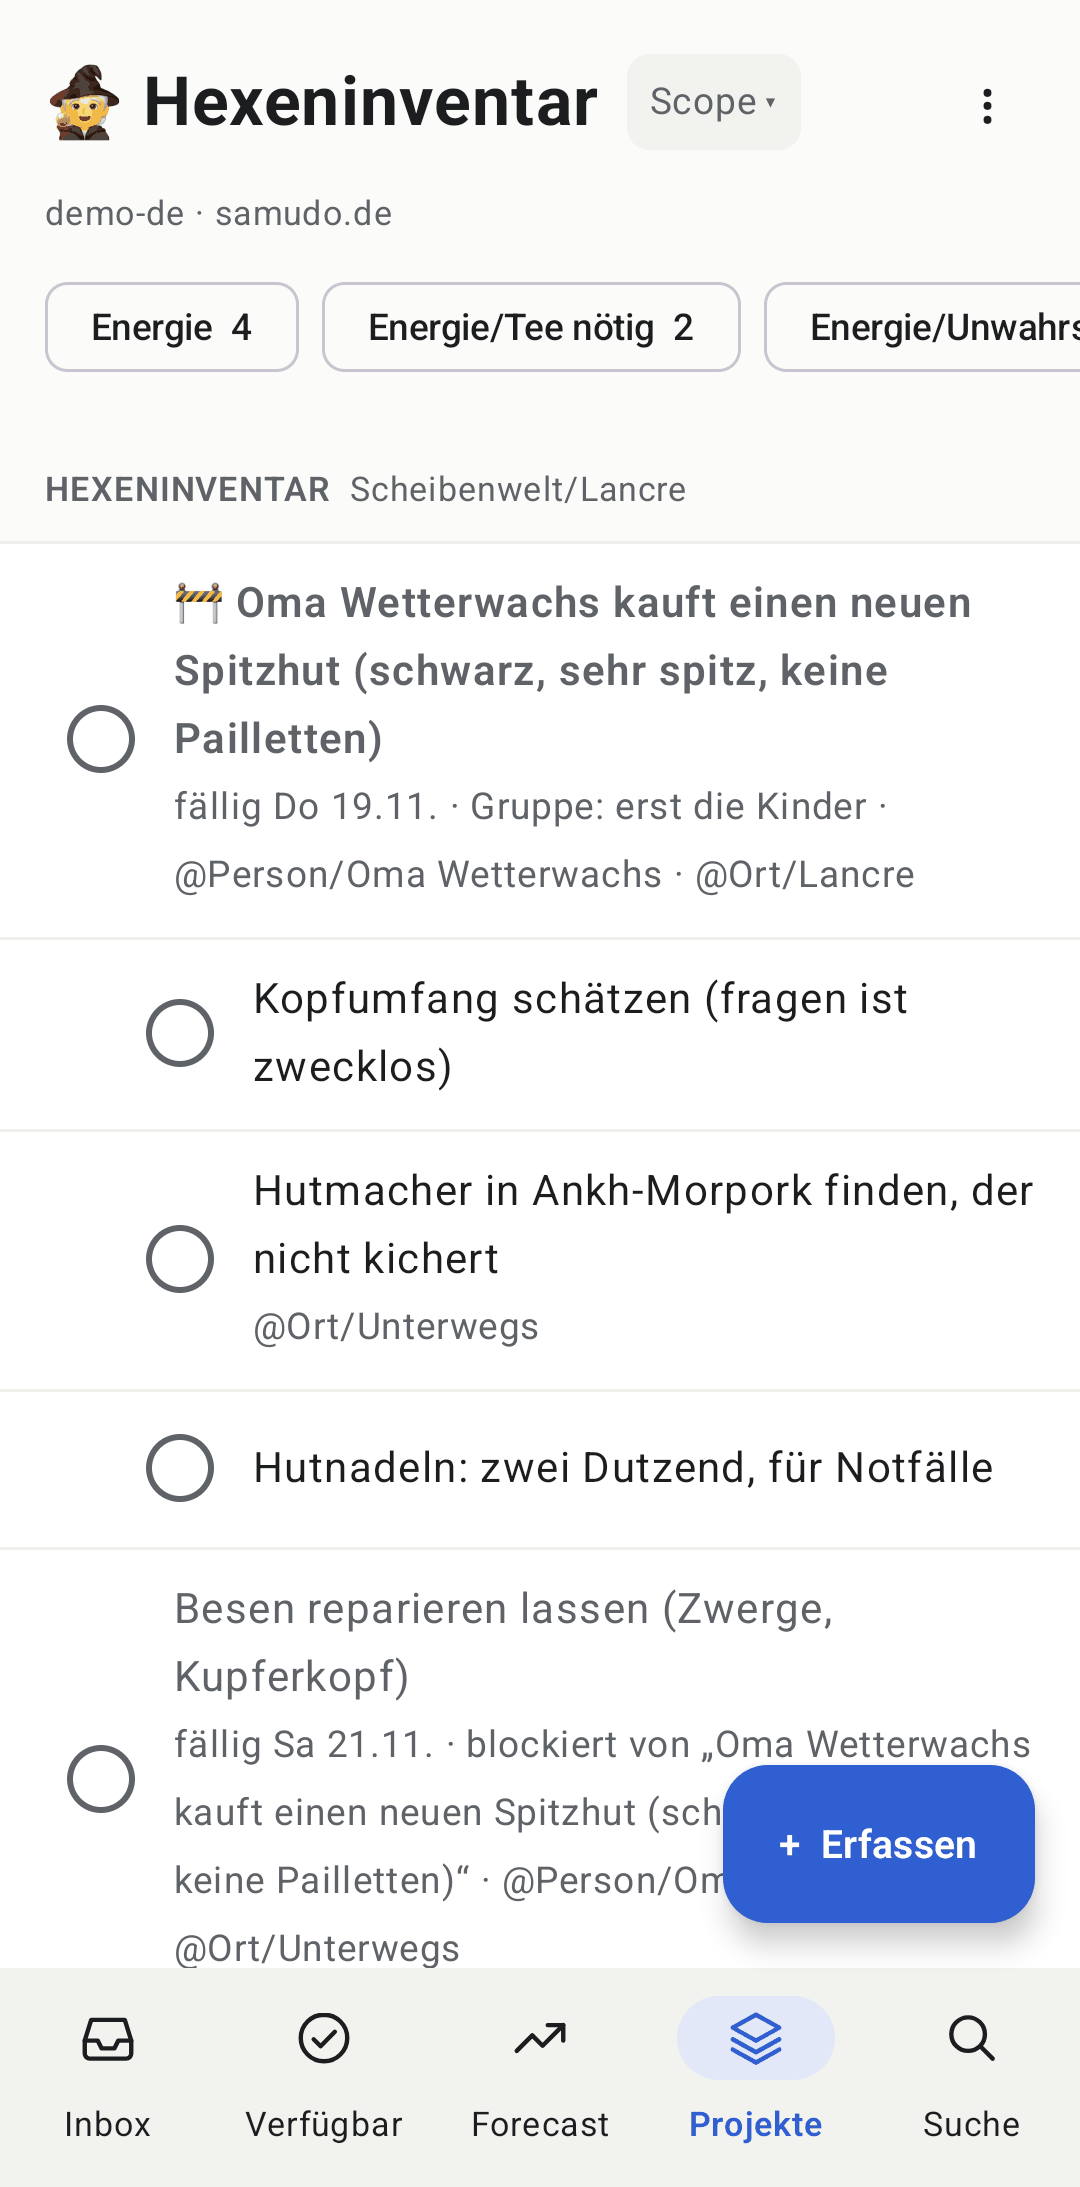 Hexeninventar Scope ▾
demo-de · samudo.de
Energie 4 Energie/Tee nötig 2 Energie/Unwahrs
HEXENINVENTAR Scheibenwelt/Lancre
🚧 Oma Wetterwachs kauft einen neuen
Spitzhut (schwarz, sehr spitz, keine
Pailletten)
fällig Do 19.11. · Gruppe: erst die Kinder ·
@Person/Oma Wetterwachs · @Ort/Lancre
Kopfumfang schätzen (fragen ist
zwecklos)
Hutmacher in Ankh-Morpork finden, der
nicht kichert
@Ort/Unterwegs
Hutnadeln: zwei Dutzend, für Notfälle
Besen reparieren lassen (Zwerge,
Kupferkopf)
fällig Sa 21.11. · blockiert von „Oma Wetterwachs
kauft einen neuen Spitzhut (sch
keine Pailletten)“ · @Person/Om
@Ort/Unterwegs
+ Erfassen
Inbox Verfügbar Forecast Projekte Suche